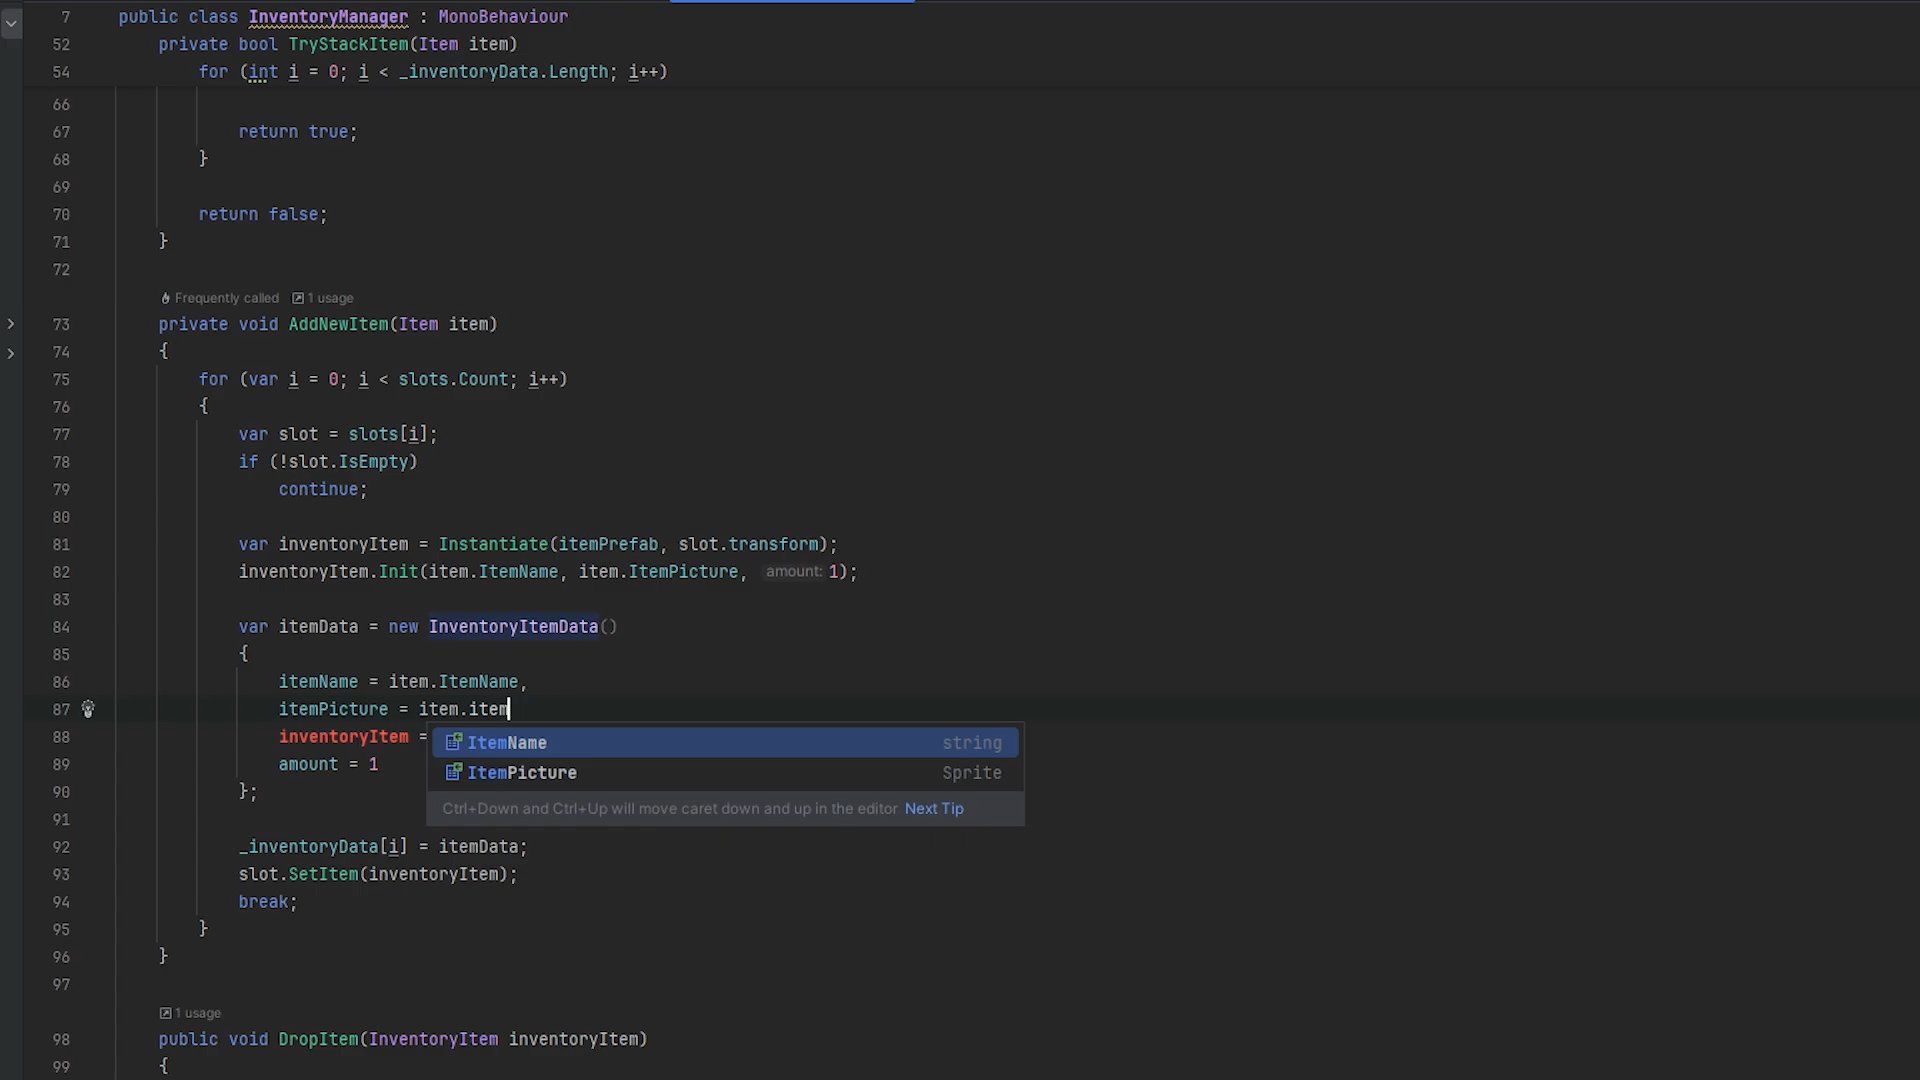 7 public class InventoryManager : MonoBehaviour
52 private bool TryStackItem(Item item)
54 for (int i = 0; i < _inventoryData.Length; i++)
66
67 return true;
68 }
69
70 return false;
71 }
72
Frequently called 1 usage
73 private void AddNewItem(Item item)
74 {
75 for (var i = 0; i < slots.Count; i++)
76 {
77 var slot = slots[i];
78 if (!slot.IsEmpty)
79 continue;
80
81 var inventoryItem = Instantiate(itemPrefab, slot.transform);
82 inventoryItem.Init(item.ItemName, item.ItemPicture, amount: 1);
83
84 var itemData = new InventoryItemData()
85 {
86 itemName = item.ItemName,
87 itemPicture = item.item
88 inventoryItem =
ItemName string
89 amount = 1
ItemPicture Sprite
90 };
Ctrl+Down and Ctrl+Up will move caret down and up in the editor Next Tip
91
92 _inventoryData[i] = itemData;
93 slot.SetItem(inventoryItem);
94 break;
95 }
96 }
97
1 usage
98 public void DropItem(InventoryItem inventoryItem)
99 {